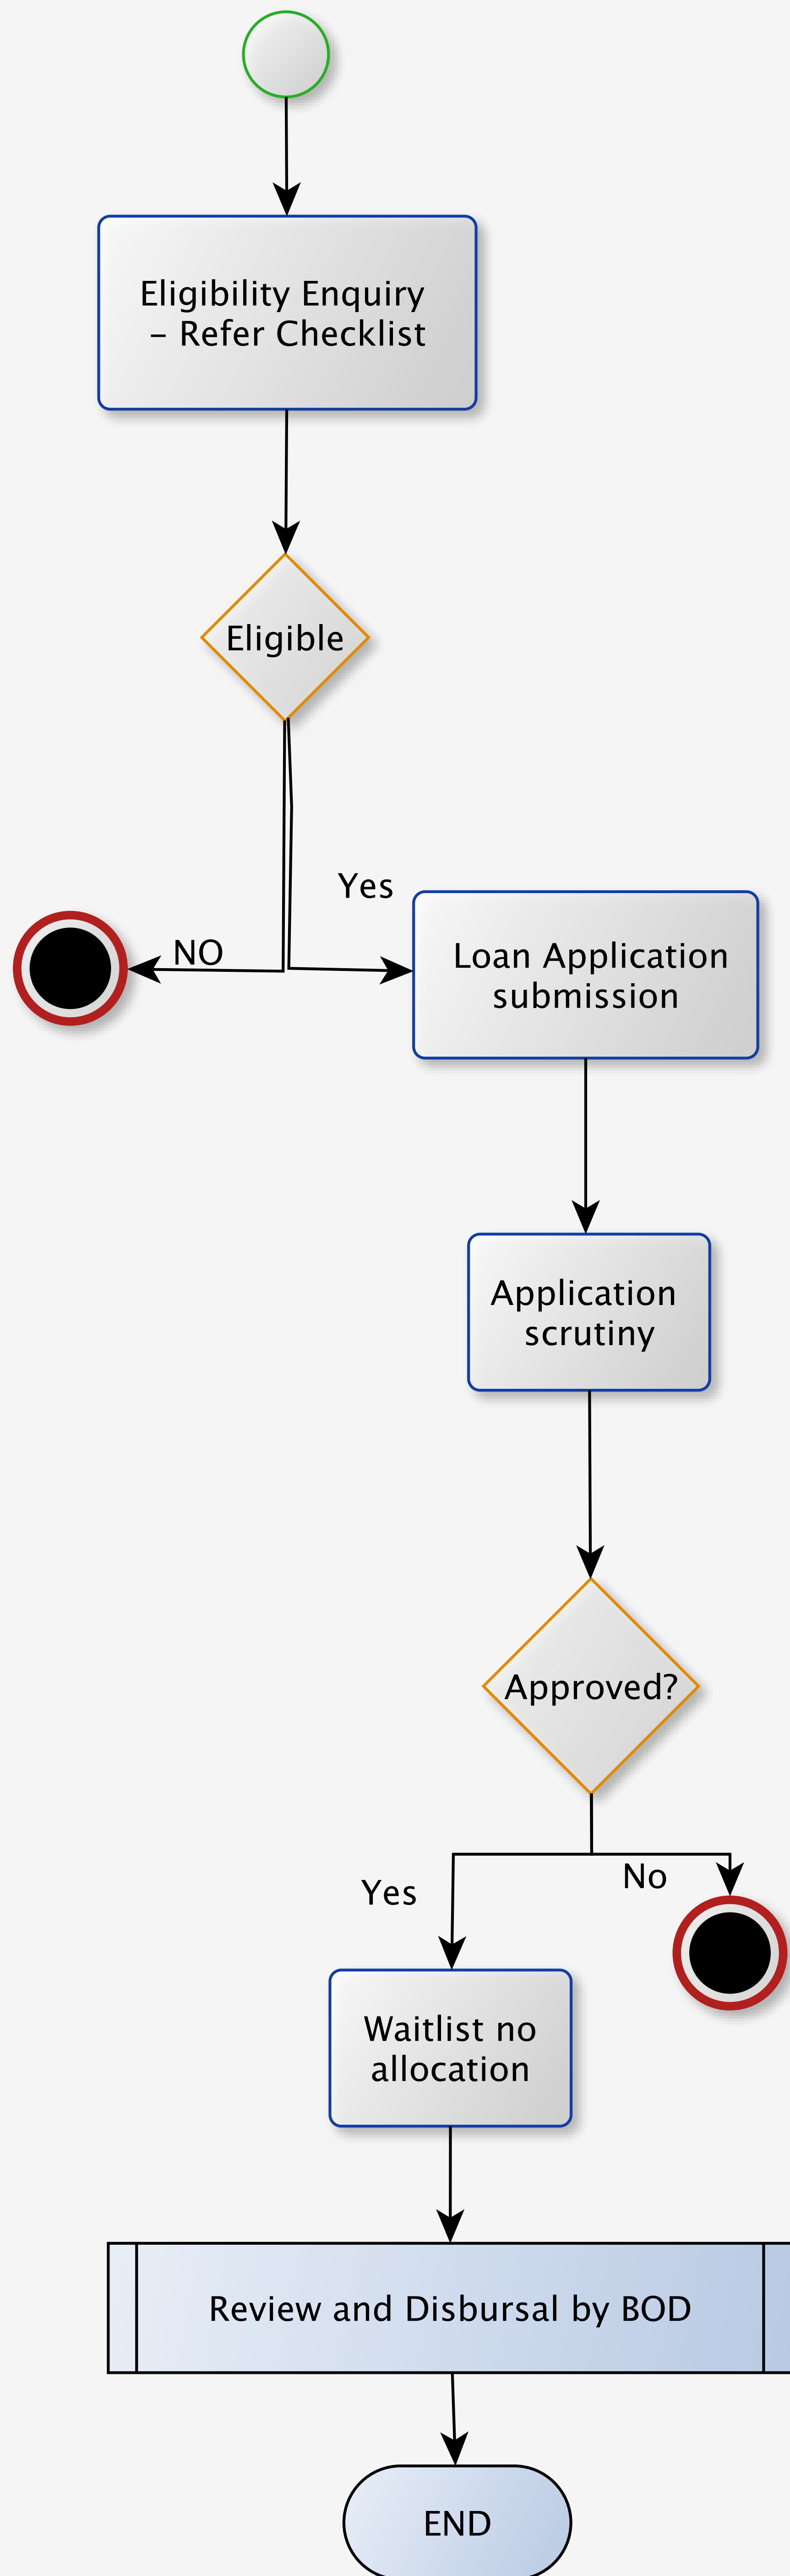 Eligibility Enquiry
– Refer Checklist
Eligible
Yes
NO
Loan Application
submission
Application
scrutiny
Approved?
No
Yes
Waitlist no
allocation
Review and Disbursal by BOD
END